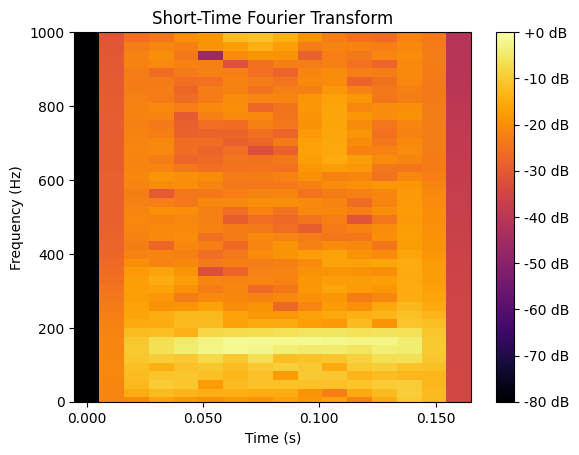 Short-Time Fourier Transform
1000
800
600
400
200
0
Frequency (Hz)
0.000
0.050
0.100
0.150
Time (s)
+0 dB
-10 dB
-20 dB
-30 dB
-40 dB
-50 dB
-60 dB
-70 dB
-80 dB